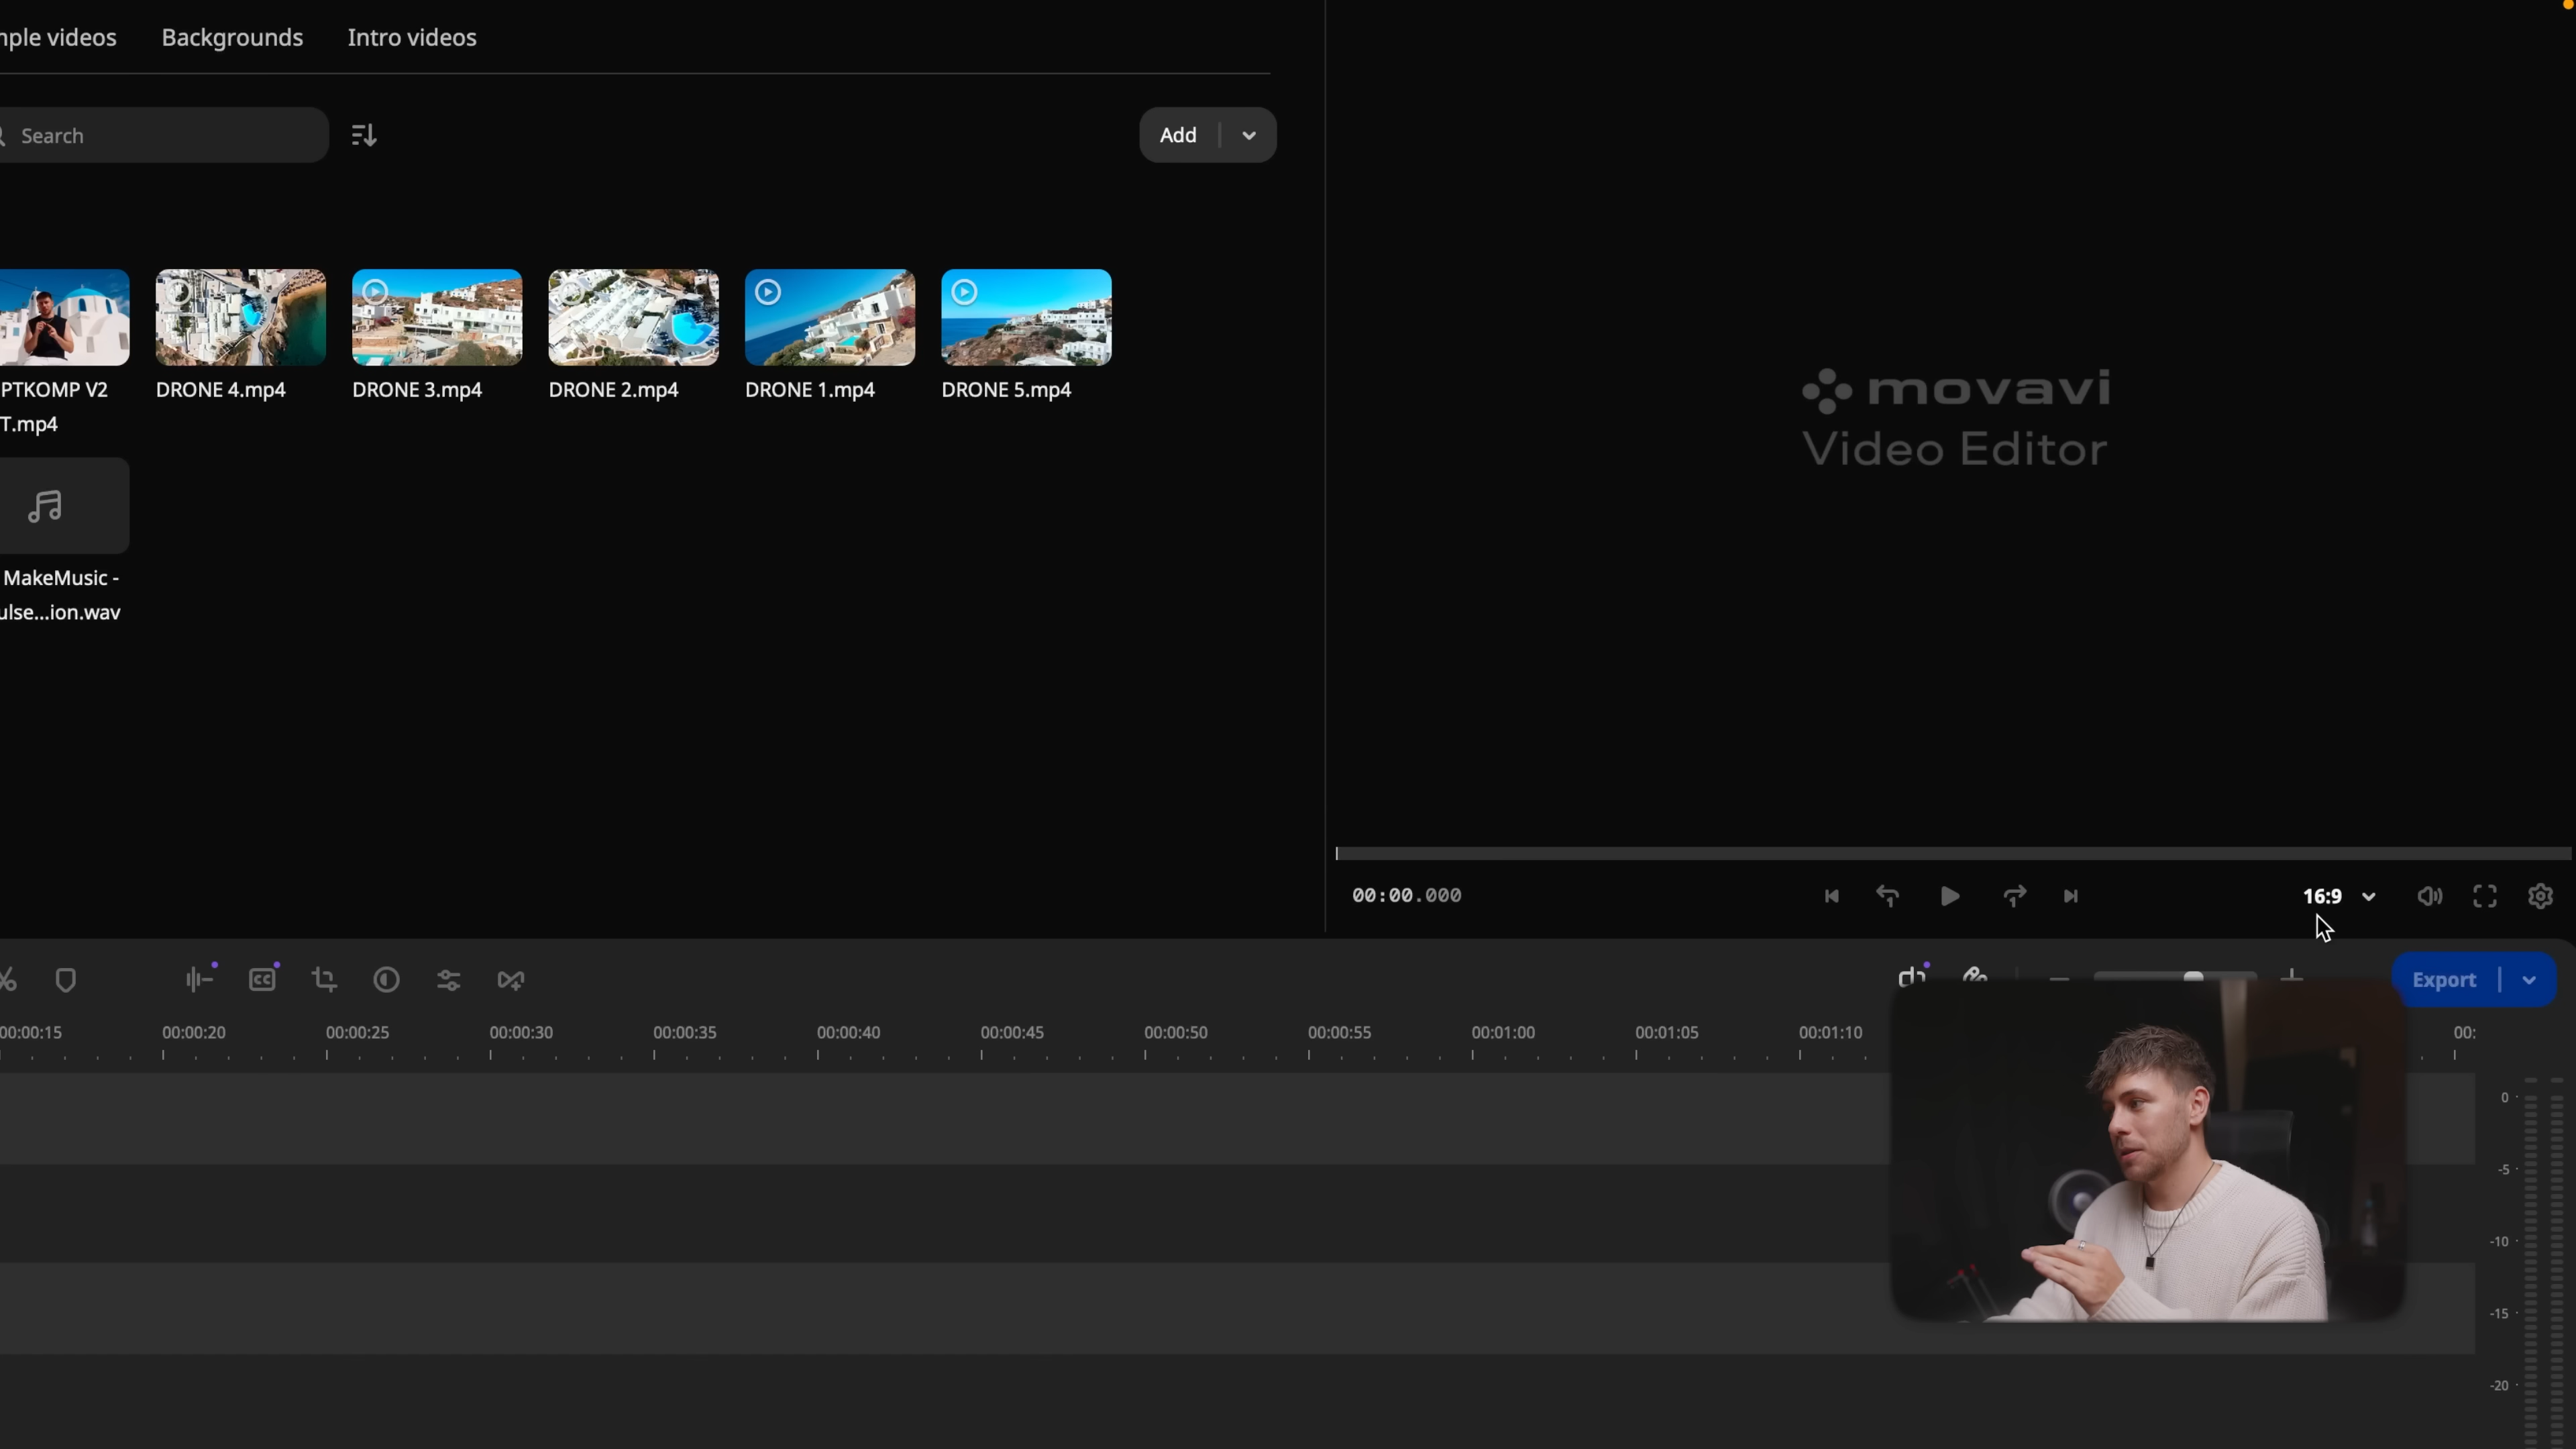 ple videos Backgrounds Intro videos
Search
Add
PTKOMP V2
T.mp4
DRONE 4.mp4
DRONE 3.mp4
DRONE 2.mp4
DRONE 1.mp4
DRONE 5.mp4
MakeMusic -
ulse...ion.wav
movavi
Video Editor
00:00.000
16:9
CC
Export
00:00:15 00:00:20 00:00:25 00:00:30 00:00:35 00:00:40 00:00:45 00:00:50 00:00:55 00:01:00 00:01:05 00:01:10 00:
0
-5
-10
-15
-20